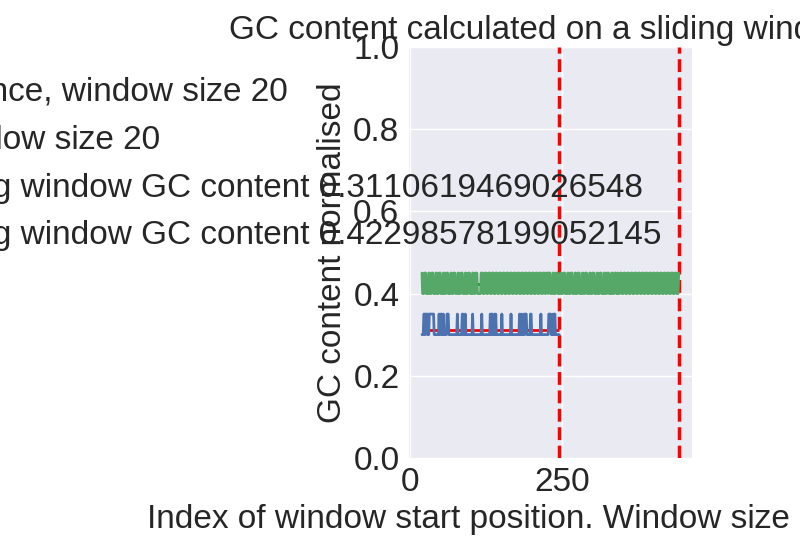 GC content calculated on a sliding wind
nce, window size 20
low size 20
g window GC content 0.3110619469026548
g window GC content 0.42298578199052145
GC content normalised
1.0
0.8
0.6
0.4
0.2
0.0
0
250
Index of window start position. Window size